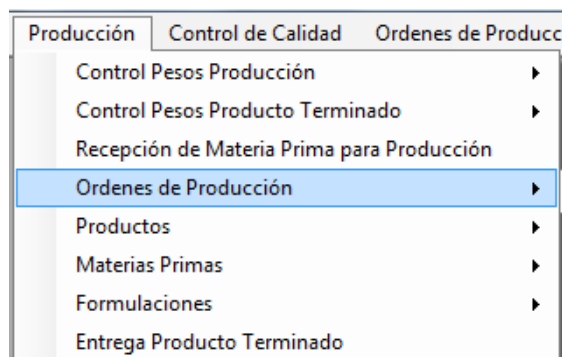 Producción Control de Calidad Ordenes de Producc
Control Pesos Producción
Control Pesos Producto Terminado
Recepción de Materia Prima para Producción
Ordenes de Producción
Productos
Materias Primas
Formulaciones
Entrega Producto Terminado